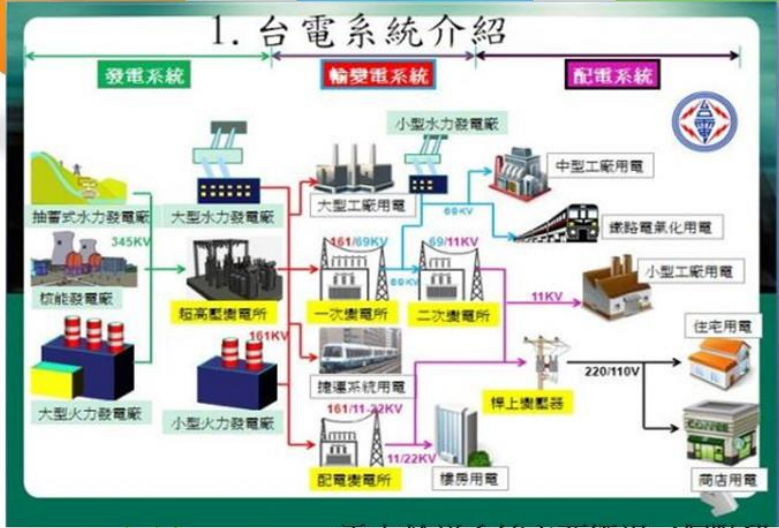 1. 台電系統介紹
發電系統
輸變電系統
配電系統
台電
小型水力發電廠
中型工廠用電
抽蓄式水力發電廠
大型水力發電廠
大型工廠用電
69KV
鐵路電氣化用電
345KV
161/69KV
69/11KV
小型工廠用電
核能發電廠
超高壓變電所
69KV
一次變電所
二次變電所
11KV
住宅用電
161KV
捷運系統用電
220/110V
桿上變壓器
大型火力發電廠
小型火力發電廠
161/11-22KV
11/22KV
COFFEE
配電變電所
樓房用電
商店用電